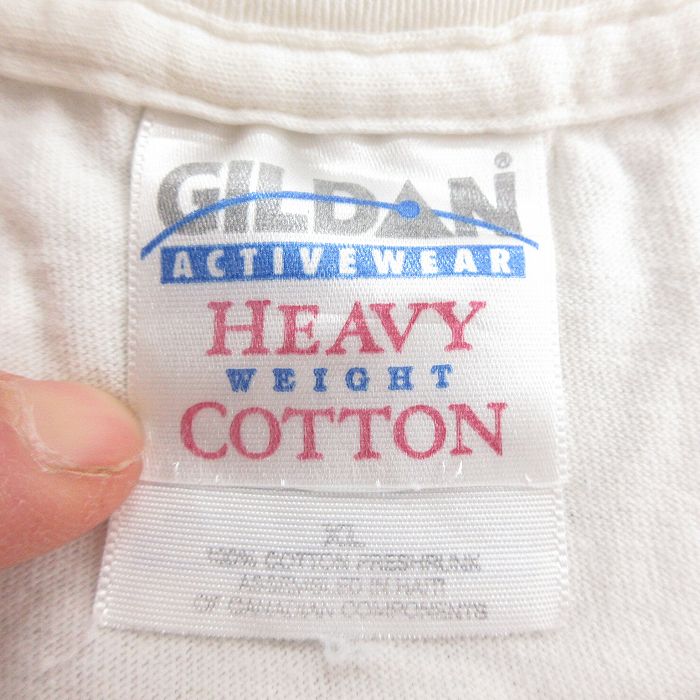 GILDAN®
ACTIVEWEAR
HEAVY
WEIGHT
COTTON
XL
100% COTTON PRESHRUNK
ASSEMBLED IN HAITI
OF CANADIAN COMPONENTS